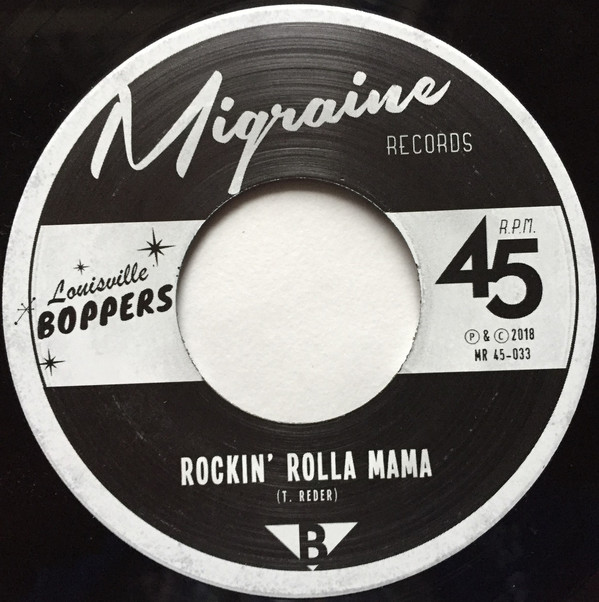 Migraine
RECORDS
Louisville
BOPPERS
45
R.P.M.
Ⓟ & Ⓒ 2018
MR 45-033
ROCKIN' ROLLA MAMA
(T. REDER)
B